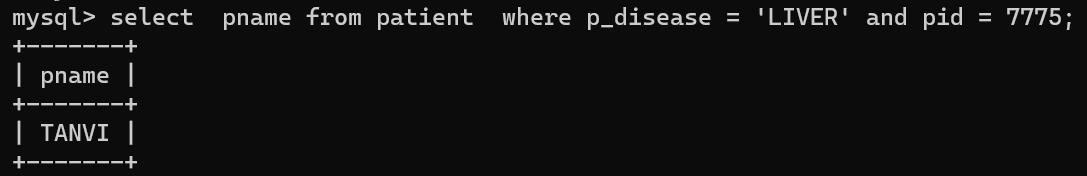 mysql> select  pname from patient  where p_disease = 'LIVER' and pid = 7775;
+-------+
| pname |
+-------+
| TANVI |
+-------+